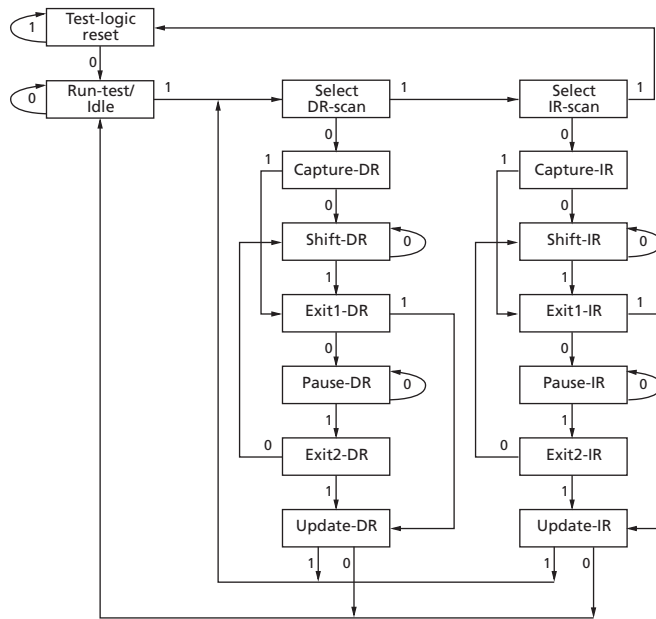 Test-logic
reset
1
0
Run-test/
Idle
0
1
Select
DR-scan
1
Select
IR-scan
1
0
0
1
Capture-DR
1
Capture-IR
0
0
Shift-DR
0
Shift-IR
0
1
1
Exit1-DR
1
Exit1-IR
1
0
0
Pause-DR
0
Pause-IR
0
1
1
0
Exit2-DR
0
Exit2-IR
1
1
Update-DR
Update-IR
1
0
1
0